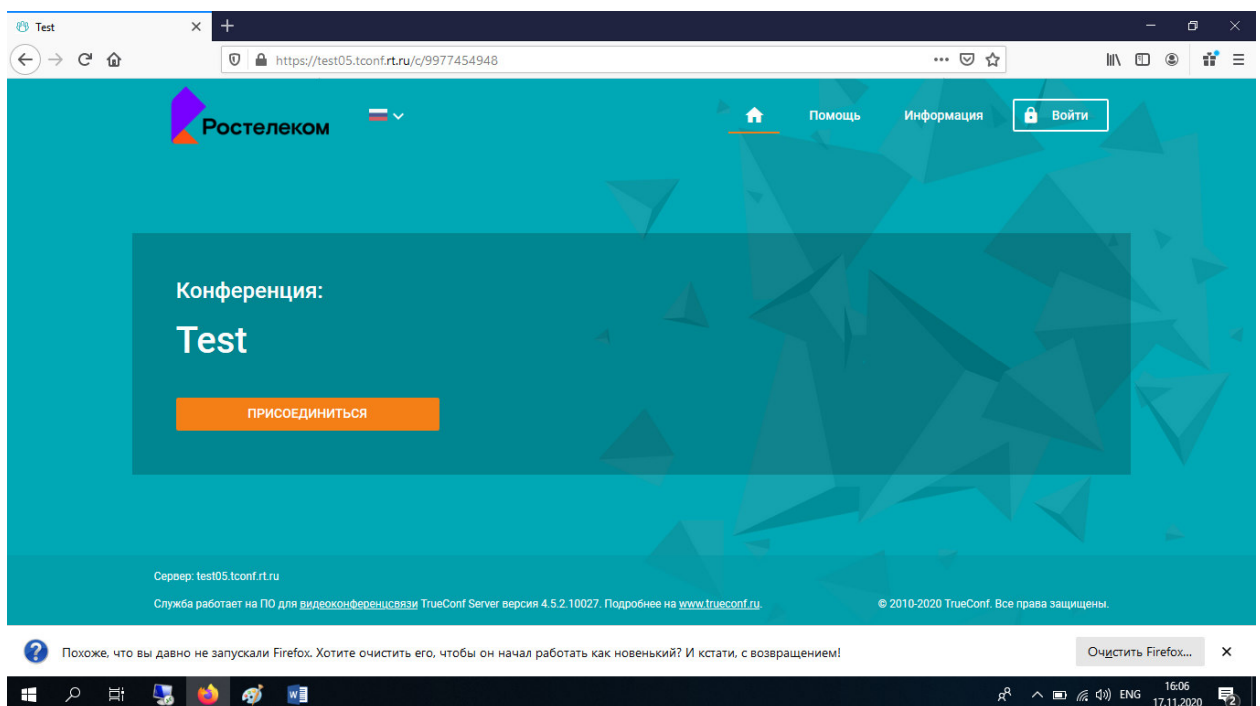 Test
https://test05.tconf.rt.ru/c/9977454948
Ростелеком
Помощь
Информация
Войти
Конференция:
Test
ПРИСОЕДИНИТЬСЯ
Сервер: test05.tconf.rt.ru
Служба работает на ПО для видеоконференцсвязи TrueConf Server версия 4.5.2.10027. Подробнее на www.trueconf.ru.
© 2010-2020 TrueConf. Все права защищены.
Похоже, что вы давно не запускали Firefox. Хотите очистить его, чтобы он начал работать как новенький? И кстати, с возвращением!
Очистить Firefox...
ENG
16:06
17.11.2020
2